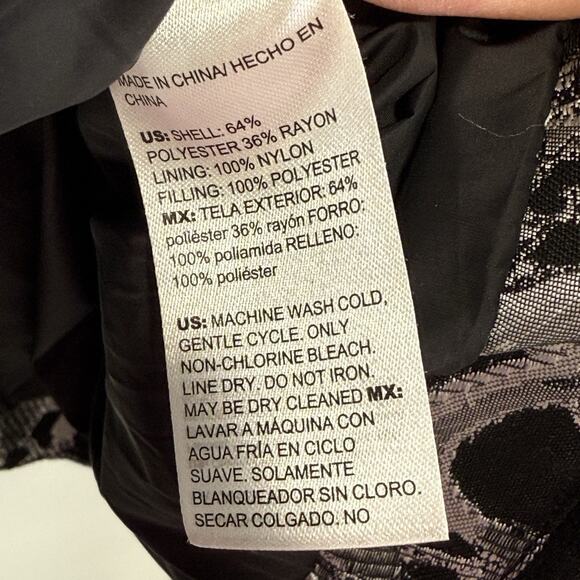 MADE IN CHINA/ HECHO EN
CHINA
US: SHELL: 64%
POLYESTER 36% RAYON
LINING: 100% NYLON
FILLING: 100% POLYESTER
MX: TELA EXTERIOR: 64%
poliéster 36% rayón FORRO:
100% poliamida RELLENO:
100% poliéster
US: MACHINE WASH COLD,
GENTLE CYCLE. ONLY
NON-CHLORINE BLEACH.
LINE DRY. DO NOT IRON.
MAY BE DRY CLEANED MX:
LAVAR A MÁQUINA CON
AGUA FRÍA EN CICLO
SUAVE. SOLAMENTE
BLANQUEADOR SIN CLORO.
SECAR COLGADO. NO